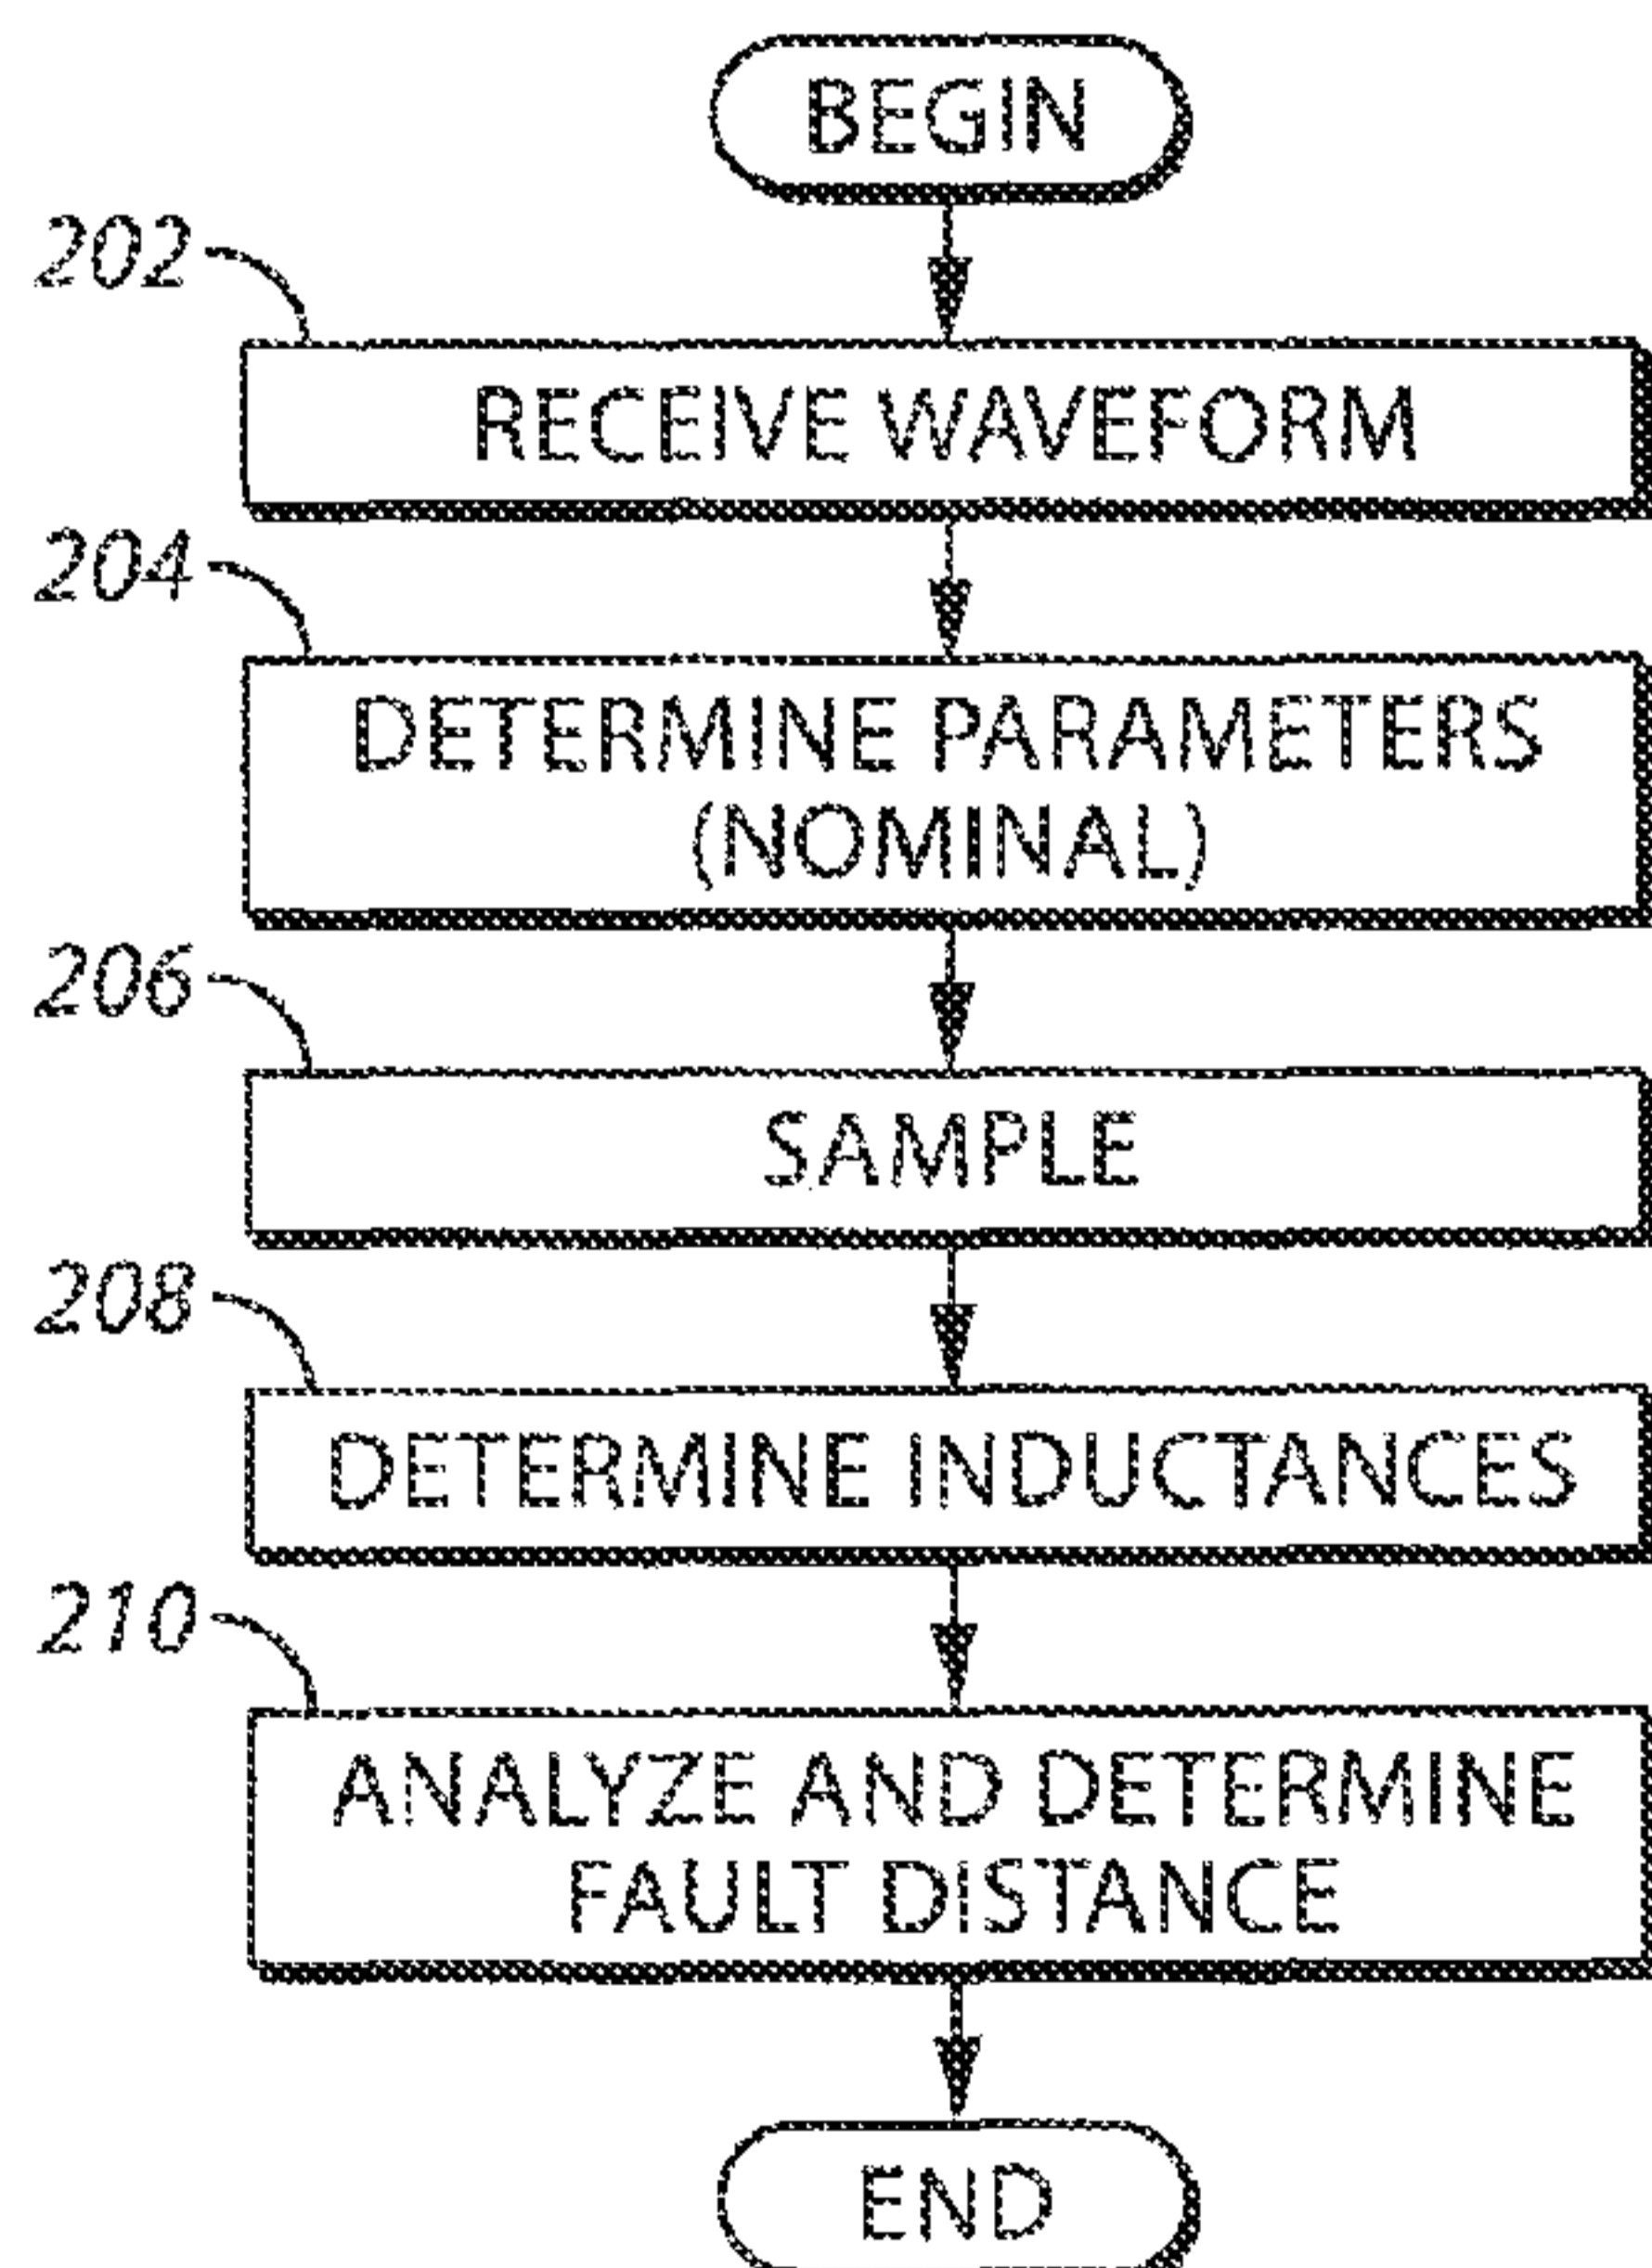 BEGIN
202
RECEIVE WAVEFORM
204
DETERMINE PARAMETERS
(NOMINAL)
206
SAMPLE
208
DETERMINE INDUCTANCES
210
ANALYZE AND DETERMINE
FAULT DISTANCE
END